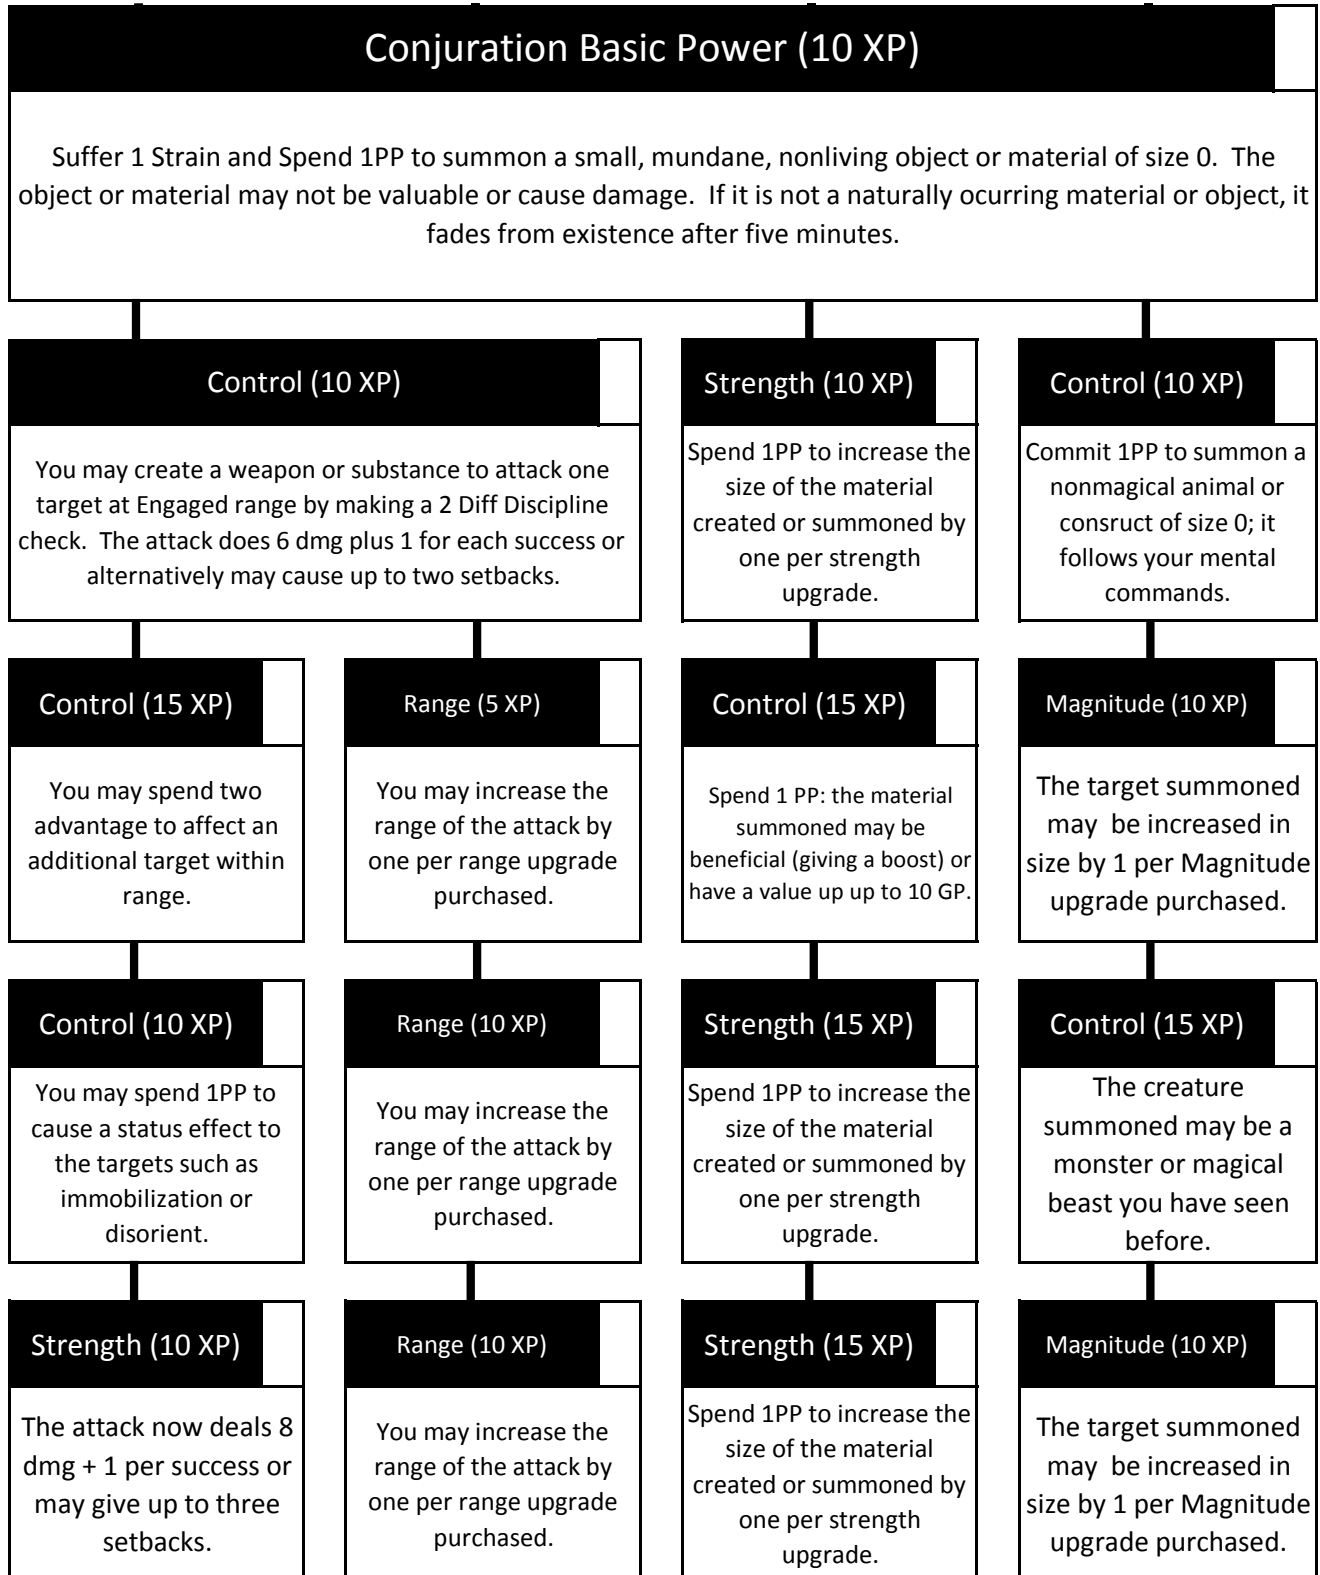 Conjuration Basic Power (10 XP)
Suffer 1 Strain and Spend 1PP to summon a small, mundane, nonliving object or material of size 0.  The
object or material may not be valuable or cause damage.  If it is not a naturally ocurring material or object, it
fades from existence after five minutes.
Control (10 XP)
You may create a weapon or substance to attack one
target at Engaged range by making a 2 Diff Discipline
check.  The attack does 6 dmg plus 1 for each success or
alternatively may cause up to two setbacks.
Strength (10 XP)
Spend 1PP to increase the
size of the material
created or summoned by
one per strength
upgrade.
Control (10 XP)
Commit 1PP to summon a
nonmagical animal or
consruct of size 0; it
follows your mental
commands.
Control (15 XP)
You may spend two
advantage to affect an
additional target within
range.
Range (5 XP)
You may increase the
range of the attack by
one per range upgrade
purchased.
Control (15 XP)
Spend 1 PP: the material
summoned may be
beneficial (giving a boost) or
have a value up up to 10 GP.
Magnitude (10 XP)
The target summoned
may  be increased in
size by 1 per Magnitude
upgrade purchased.
Control (10 XP)
You may spend 1PP to
cause a status effect to
the targets such as
immobilization or
disorient.
Range (10 XP)
You may increase the
range of the attack by
one per range upgrade
purchased.
Strength (15 XP)
Spend 1PP to increase the
size of the material
created or summoned by
one per strength
upgrade.
Control (15 XP)
The creature
summoned may be a
monster or magical
beast you have seen
before.
Strength (10 XP)
The attack now deals 8
dmg + 1 per success or
may give up to three
setbacks.
Range (10 XP)
You may increase the
range of the attack by
one per range upgrade
purchased.
Strength (15 XP)
Spend 1PP to increase the
size of the material
created or summoned by
one per strength
upgrade.
Magnitude (10 XP)
The target summoned
may  be increased in
size by 1 per Magnitude
upgrade purchased.